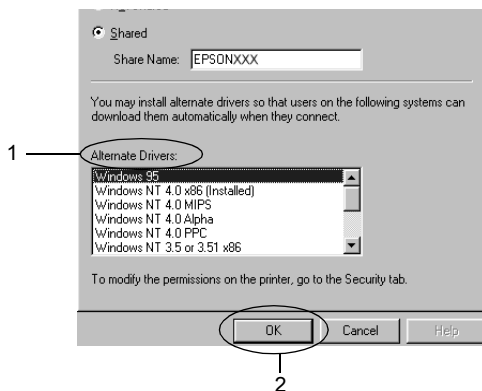 Shared
Share Name: EPSONXXX
You may install alternate drivers so that users on the following systems can
download them automatically when they connect.
1
Alternate Drivers:
Windows 95
Windows NT 4.0 x86 (Installed)
Windows NT 4.0 MIPS
Windows NT 4.0 Alpha
Windows NT 4.0 PPC
Windows NT 3.5 or 3.51 x86
To modify the permissions on the printer, go to the Security tab.
OK Cancel Help
2